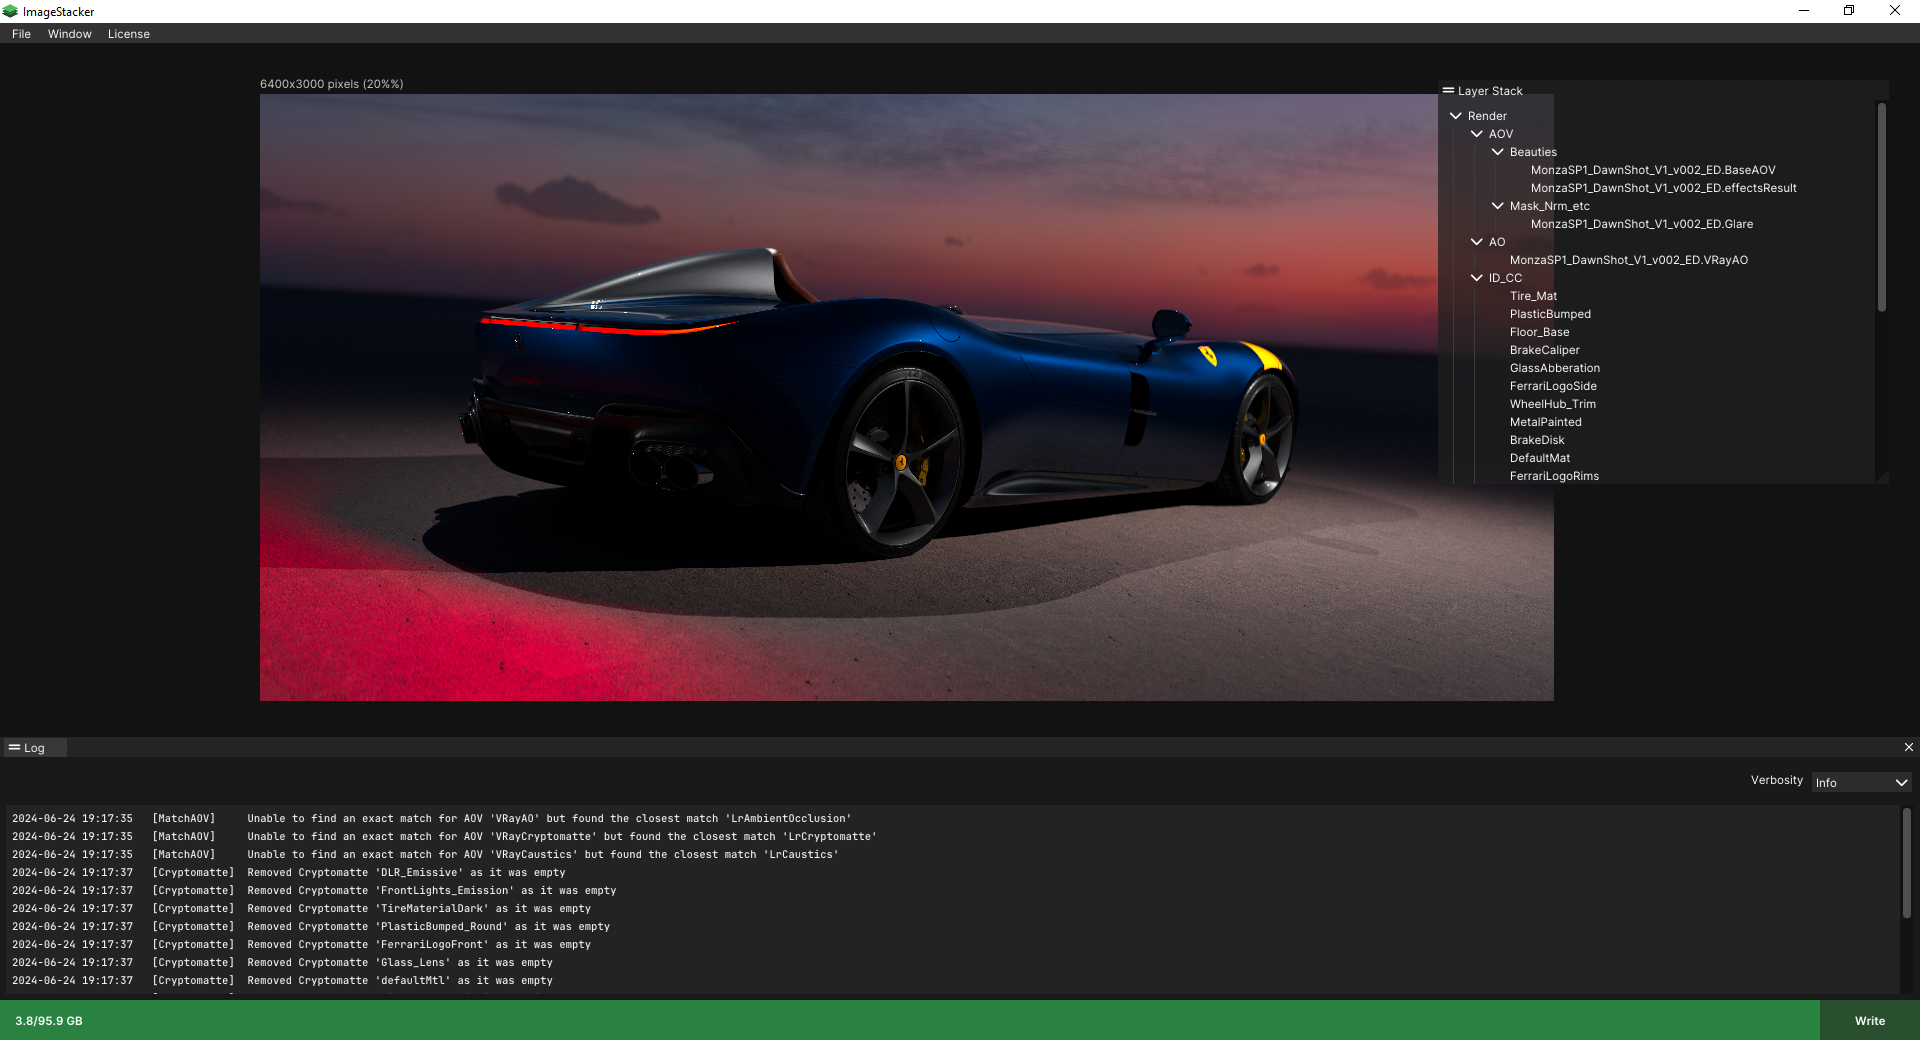 ImageStacker
File Window License
6400x3000 pixels (20%%)
Layer Stack
Render
AOV
Beauties
MonzaSP1_DawnShot_V1_v002_ED.BaseAOV
MonzaSP1_DawnShot_V1_v002_ED.effectsResult
Mask_Nrm_etc
MonzaSP1_DawnShot_V1_v002_ED.Glare
AO
MonzaSP1_DawnShot_V1_v002_ED.VRayAO
ID_CC
Tire_Mat
PlasticBumped
Floor_Base
BrakeCaliper
GlassAbberation
FerrariLogoSide
WheelHub_Trim
MetalPainted
BrakeDisk
DefaultMat
FerrariLogoRims
Log
Verbosity Info
2024-06-24 19:17:35 [MatchAOV] Unable to find an exact match for AOV 'VRayAO' but found the closest match 'LrAmbientOcclusion'
2024-06-24 19:17:35 [MatchAOV] Unable to find an exact match for AOV 'VRayCryptomatte' but found the closest match 'LrCryptomatte'
2024-06-24 19:17:35 [MatchAOV] Unable to find an exact match for AOV 'VRayCaustics' but found the closest match 'LrCaustics'
2024-06-24 19:17:37 [Cryptomatte] Removed Cryptomatte 'DLR_Emissive' as it was empty
2024-06-24 19:17:37 [Cryptomatte] Removed Cryptomatte 'FrontLights_Emission' as it was empty
2024-06-24 19:17:37 [Cryptomatte] Removed Cryptomatte 'TireMaterialDark' as it was empty
2024-06-24 19:17:37 [Cryptomatte] Removed Cryptomatte 'PlasticBumped_Round' as it was empty
2024-06-24 19:17:37 [Cryptomatte] Removed Cryptomatte 'FerrariLogoFront' as it was empty
2024-06-24 19:17:37 [Cryptomatte] Removed Cryptomatte 'Glass_Lens' as it was empty
2024-06-24 19:17:37 [Cryptomatte] Removed Cryptomatte 'defaultMtl' as it was empty
3.8/95.9 GB
Write